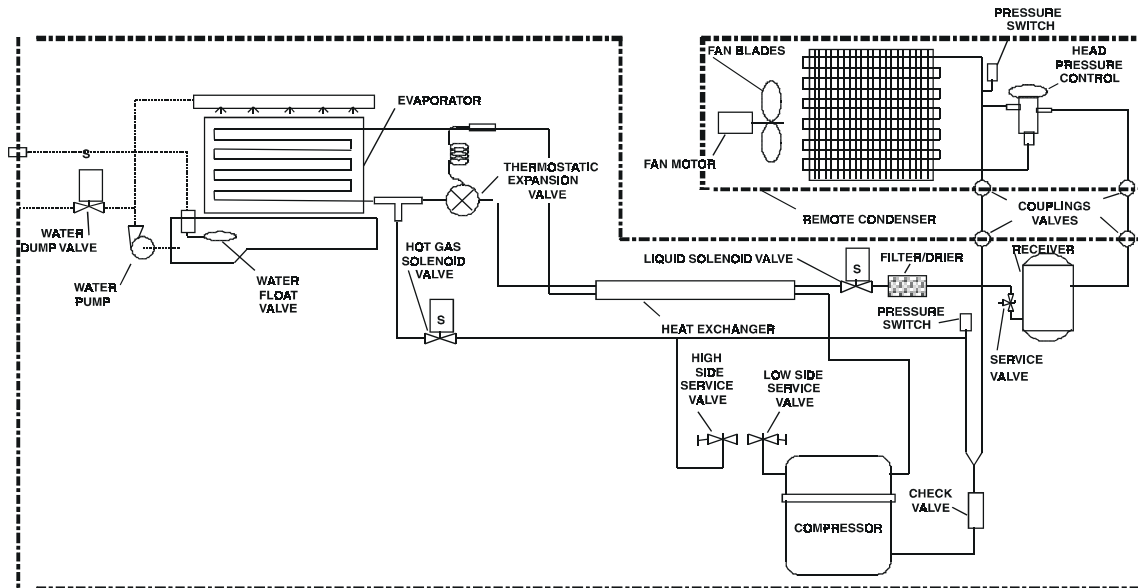 PRESSURE
SWITCH
FAN BLADES
HEAD
PRESSURE
CONTROL
EVAPORATOR
S
FAN MOTOR
THERMOSTATIC
EXPANSION
VALVE
REMOTE CONDENSER
COUPLINGS
VALVES
WATER
DUMP VALVE
HOT GAS
SOLENOID
VALVE
LIQUID SOLENOID VALVE
S
FILTER/DRIER
RECEIVER
WATER
PUMP
WATER
FLOAT
VALVE
S
HEAT EXCHANGER
PRESSURE
SWITCH
SERVICE
VALVE
HIGH
SIDE
SERVICE
VALVE
LOW SIDE
SERVICE
VALVE
CHECK
VALVE
COMPRESSOR